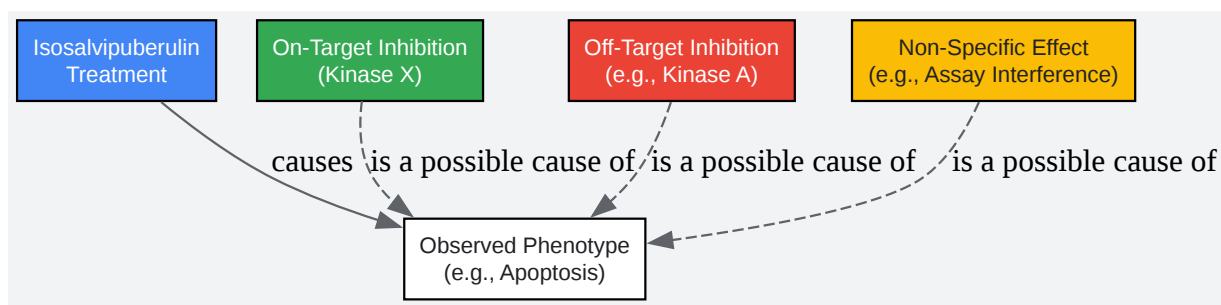 Isosalvipuberulin
Treatment
On-Target Inhibition
(Kinase X)
Off-Target Inhibition
(e.g., Kinase A)
Non-Specific Effect
(e.g., Assay Interference)
causes
is a possible cause of
is a possible cause of
is a possible cause of
Observed Phenotype
(e.g., Apoptosis)